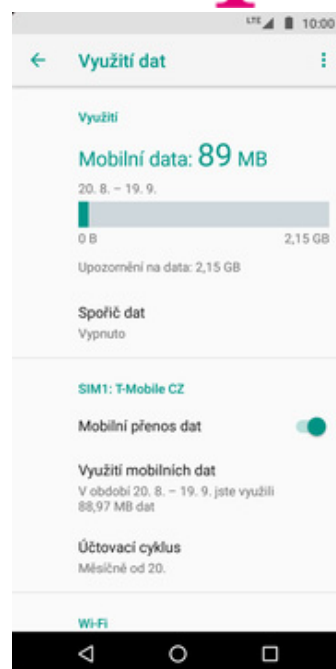 LTE 10:00
Využití dat
Využití
Mobilní data: 89 MB
20. 8. – 19. 9.
0 B 2,15 GB
Upozornění na data: 2,15 GB
Spořič dat
Vypnuto
SIM1: T-Mobile CZ
Mobilní přenos dat
Využití mobilních dat
V období 20. 8. – 19. 9. jste využili
88,97 MB dat
Účtovací cyklus
Měsíčně od 20.
Wi-Fi